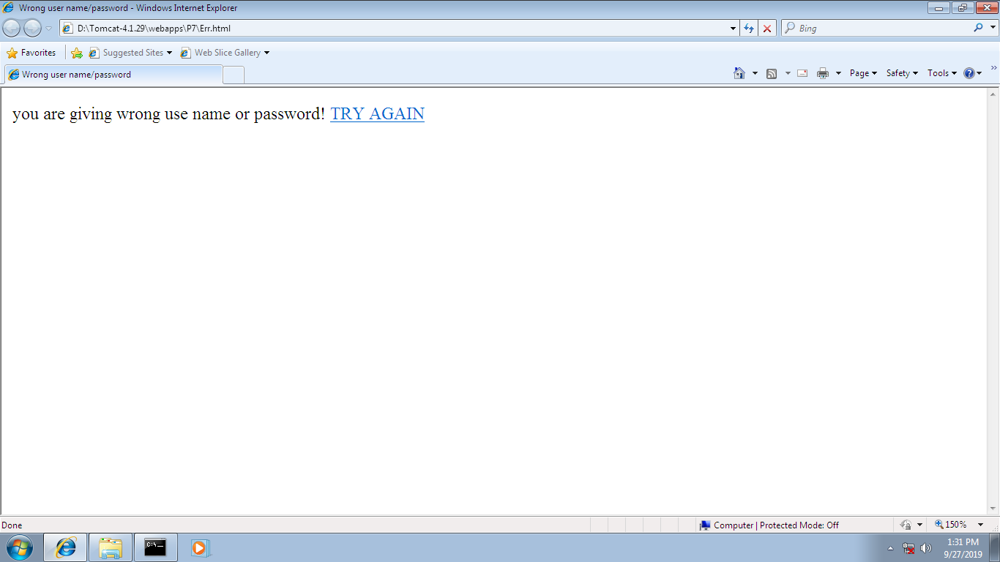 Wrong user name/password - Windows Internet Explorer
D:\Tomcat-4.1.29\webapps\P7\Err.html
Bing
Favorites Suggested Sites Web Slice Gallery
Wrong user name/password
Page Safety Tools
you are giving wrong use name or password! TRY AGAIN
Done
Computer | Protected Mode: Off
150%
C:\
1:31 PM
9/27/2019